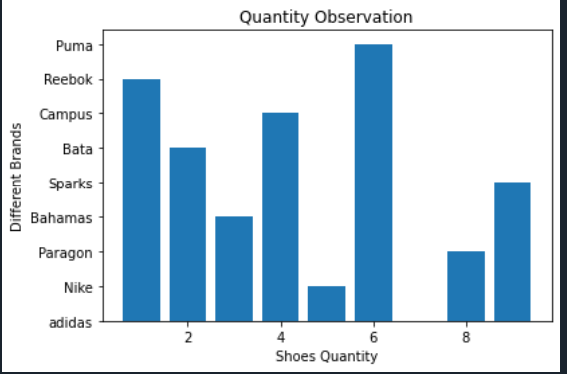 Quantity Observation
Different Brands
Puma
Reebok
Campus
Bata
Sparks
Bahamas
Paragon
Nike
adidas
2 4 6 8
Shoes Quantity